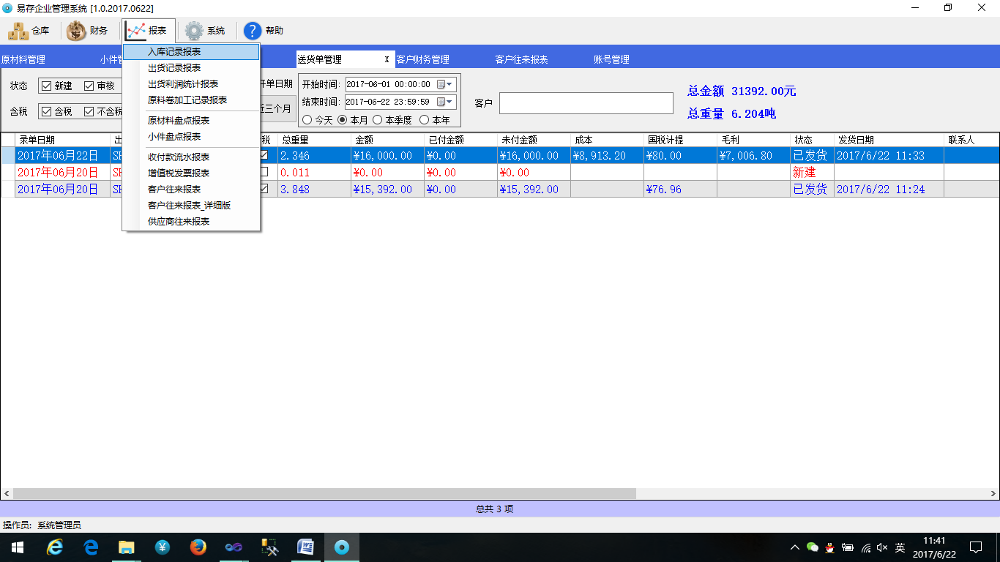 易存企业管理系统 [1.0.2017.0622]
仓库 财务 报表 系统 帮助
原材料管理 小件管 送货单管理 X 客户财务管理 客户往来报表 账号管理
入库记录报表
出货记录报表
出货利润统计报表
原料卷加工记录报表
原材料盘点报表
小件盘点报表
收付款流水报表
增值税发票报表
客户往来报表
客户往来报表_详细版
供应商往来报表
状态 新建 审核 开单日期 开始时间: 2017-06-01 00:00:00
含税 含税 不含税 近三个月 结束时间: 2017-06-22 23:59:59
今天 本月 本季度 本年
客户
总金额 31392.00元
总重量 6.204吨
录单日期 出 税 总重量 金额 已付金额 未付金额 成本 国税计提 毛利 状态 发货日期 联系人
2017年06月22日 SH 2.346 ¥16,000.00 ¥0.00 ¥16,000.00 ¥8,913.20 ¥80.00 ¥7,006.80 已发货 2017/6/22 11:33
2017年06月20日 SH 0.011 ¥0.00 ¥0.00 ¥0.00 新建
2017年06月20日 SH 3.848 ¥15,392.00 ¥0.00 ¥15,392.00 ¥76.96 已发货 2017/6/22 11:24
总共 3 项
操作员: 系统管理员
英
11:41
2017/6/22